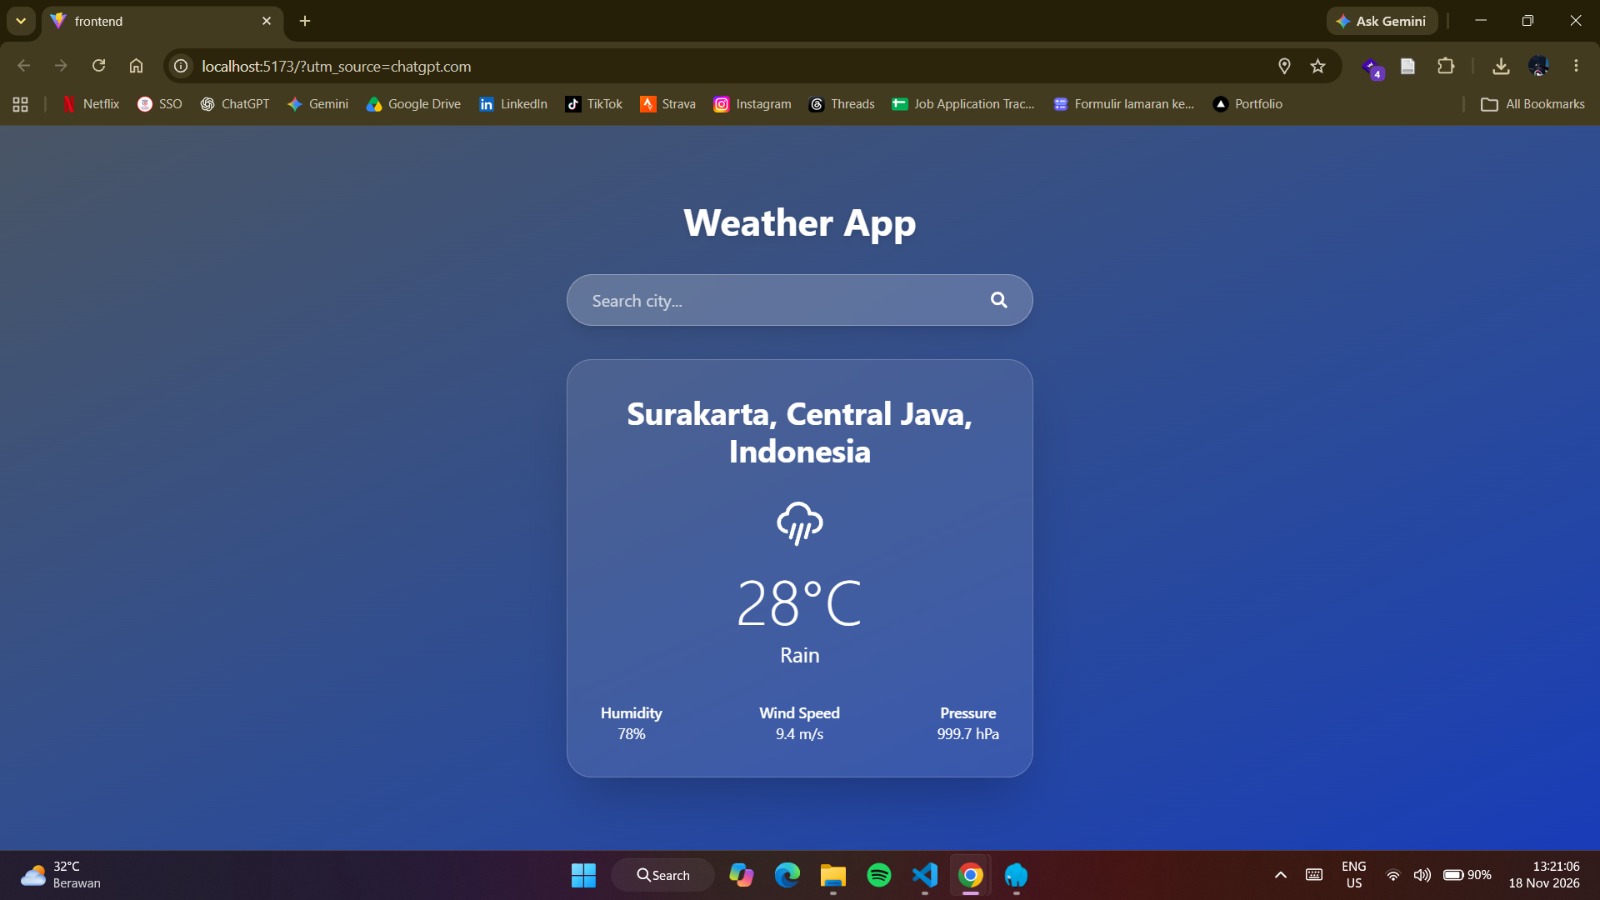 frontend
Ask Gemini
localhost:5173/?utm_source=chatgpt.com
4
Netflix
SSO
ChatGPT
Gemini
Google Drive
LinkedIn
TikTok
Strava
Instagram
Threads
Job Application Trac...
Formulir lamaran ke...
Portfolio
All Bookmarks
Weather App
Search city...
Surakarta, Central Java,
Indonesia
28°C
Rain
Humidity
78%
Wind Speed
9.4 m/s
Pressure
999.7 hPa
32°C
Berawan
Search
ENG
US
90%
13:21:06
18 Nov 2026